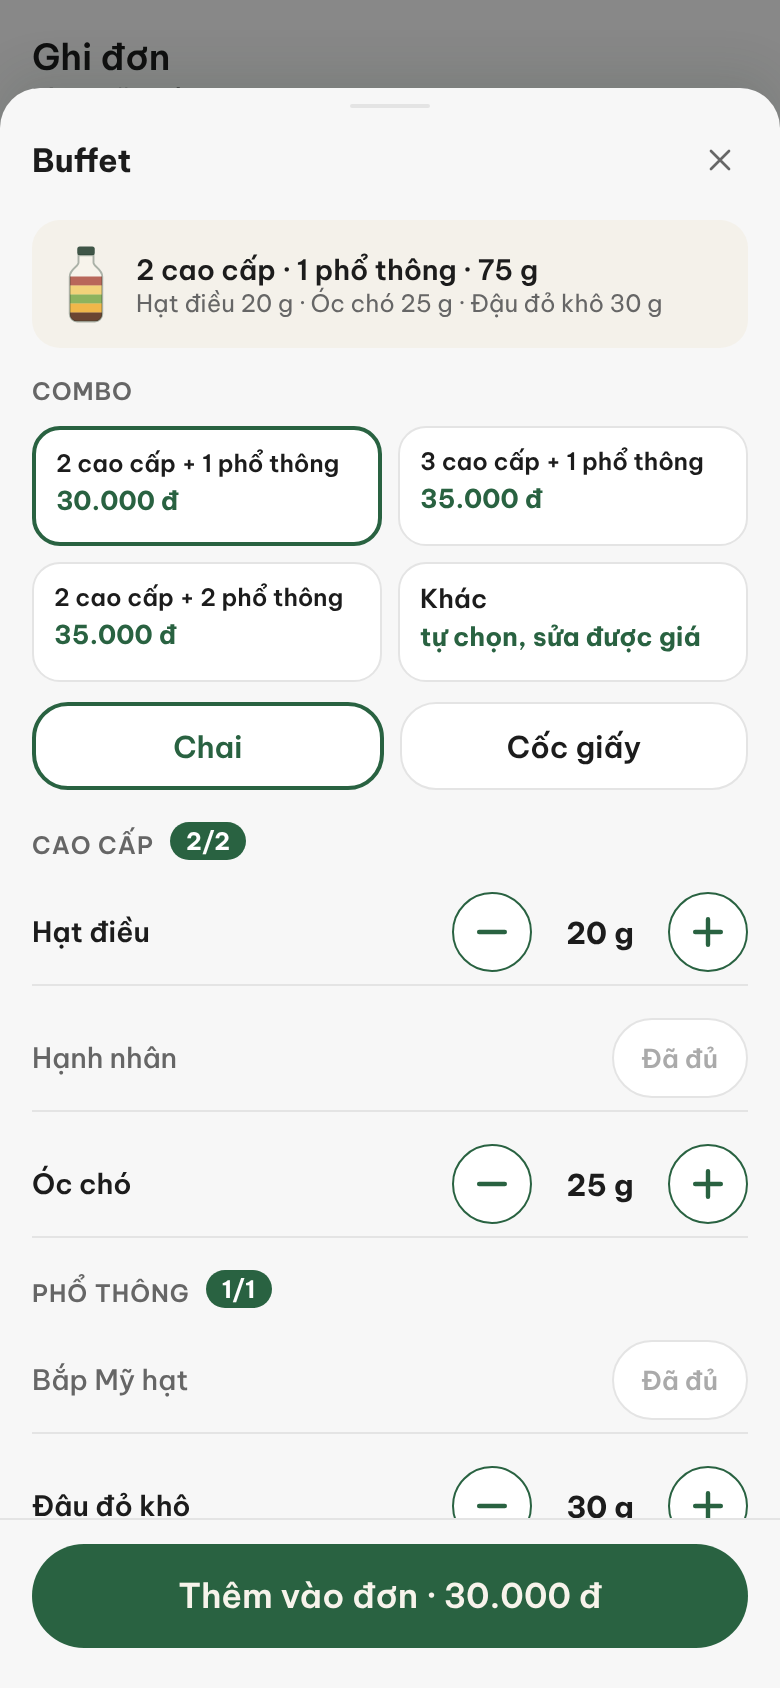 Ghi đơn
Buffet
2 cao cấp · 1 phổ thông · 75 g
Hạt điều 20 g · Óc chó 25 g · Đậu đỏ khô 30 g
COMBO
2 cao cấp + 1 phổ thông
30.000 đ
3 cao cấp + 1 phổ thông
35.000 đ
2 cao cấp + 2 phổ thông
35.000 đ
Khác
tự chọn, sửa được giá
Chai
Cốc giấy
CAO CẤP 2/2
Hạt điều 20 g
Hạnh nhân Đã đủ
Óc chó 25 g
PHỔ THÔNG 1/1
Bắp Mỹ hạt Đã đủ
Đậu đỏ khô 30 g
Thêm vào đơn · 30.000 đ